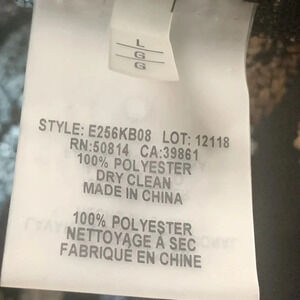 L
G
G
STYLE: E256KB08 LOT: 12118
RN:50814 CA:39861
100% POLYESTER
DRY CLEAN
MADE IN CHINA
100% POLYESTER
NETTOYAGE À SEC
FABRIQUÉ EN CHINE